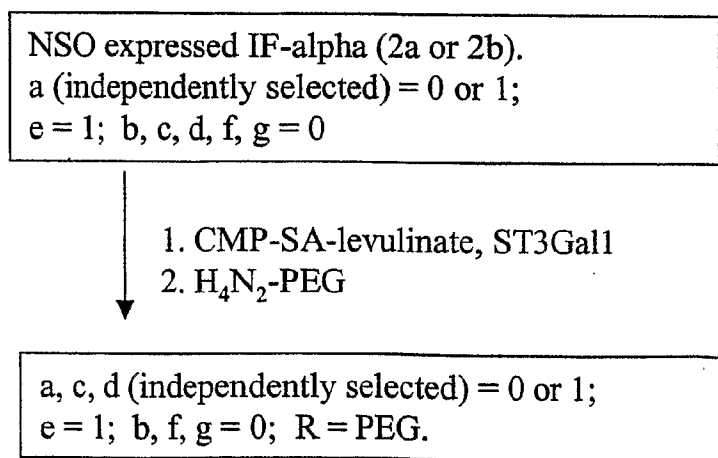 NSO expressed IF-alpha (2a or 2b).
a (independently selected) = 0 or 1;
e = 1; b, c, d, f, g = 0
1. CMP-SA-levulinate, ST3Gal1
2. H₄N₂-PEG
a, c, d (independently selected) = 0 or 1;
e = 1; b, f, g = 0; R = PEG.